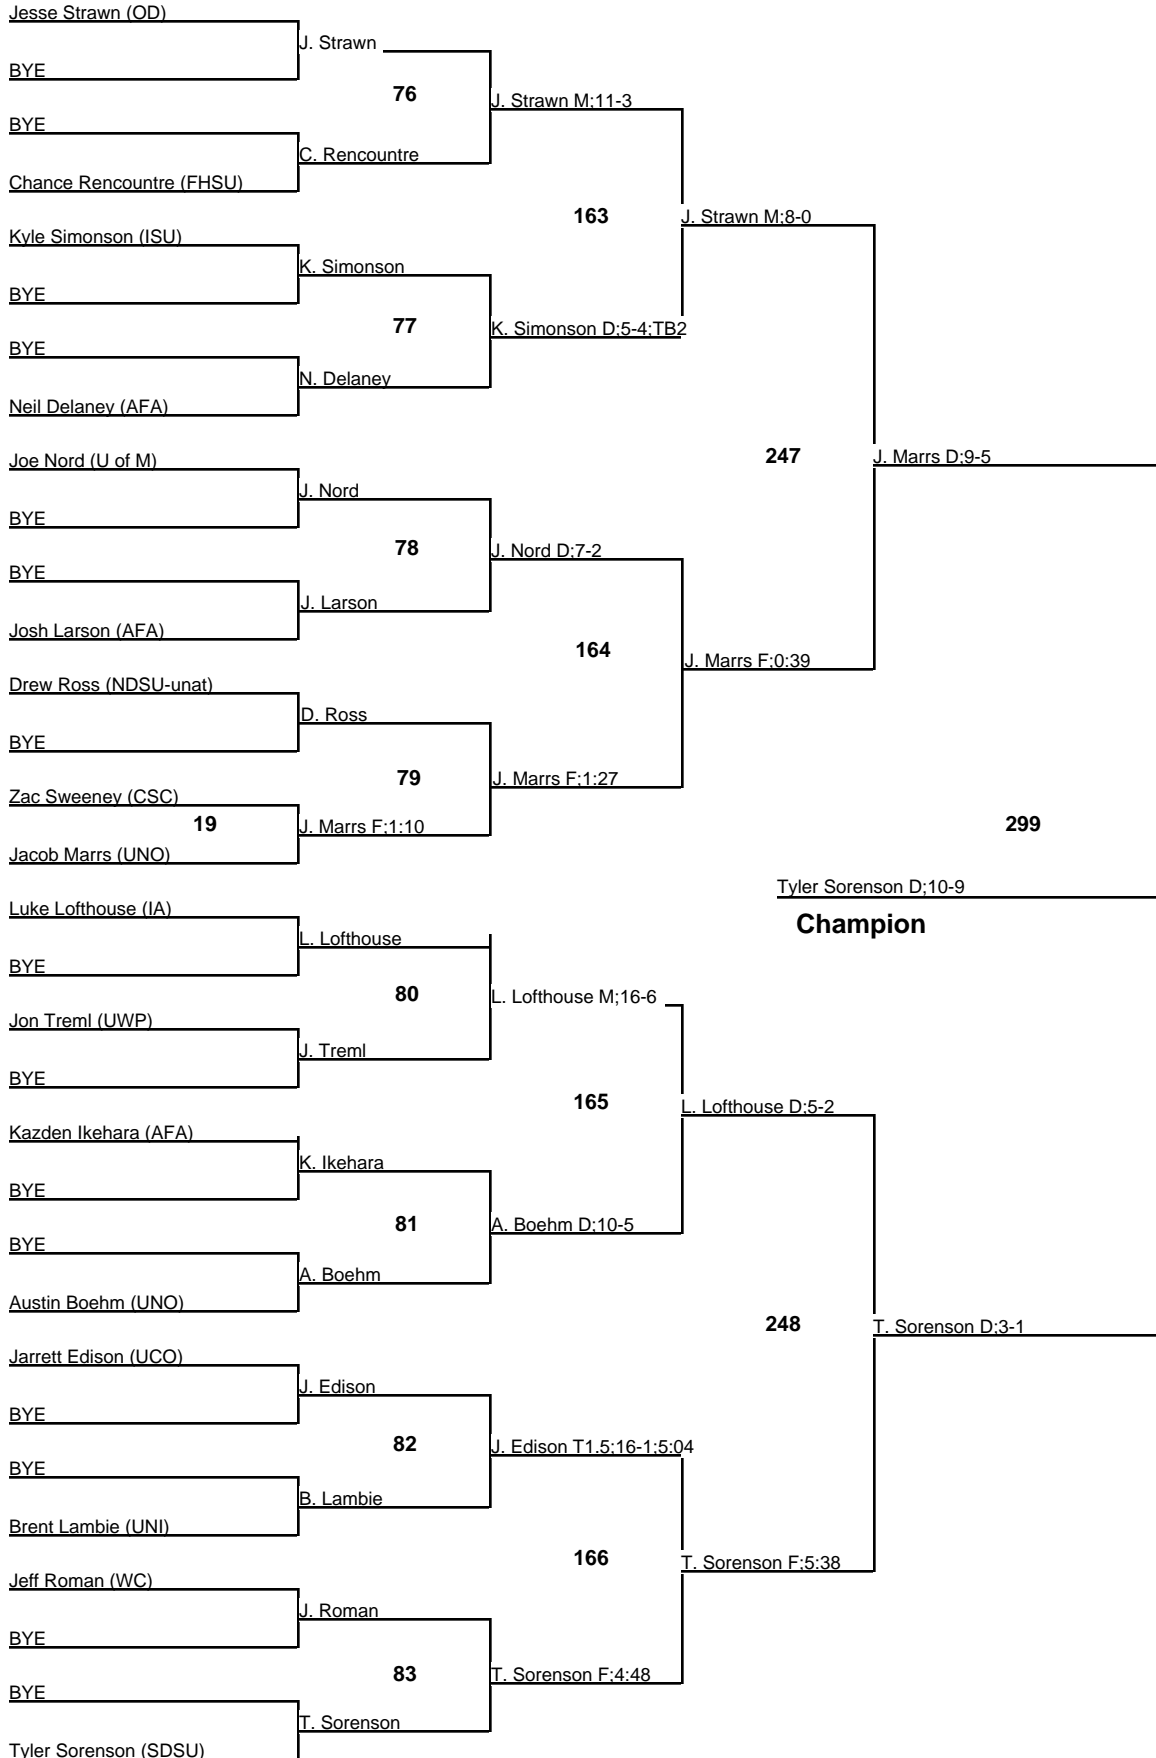 Jesse Strawn (OD)
J. Strawn
BYE
76
J. Strawn M;11-3
BYE
C. Rencountre
Chance Rencountre (FHSU)
163
J. Strawn M;8-0
Kyle Simonson (ISU)
K. Simonson
BYE
77
K. Simonson D;5-4;TB2
BYE
N. Delaney
Neil Delaney (AFA)
247
J. Marrs D;9-5
Joe Nord (U of M)
J. Nord
BYE
78
J. Nord D;7-2
BYE
J. Larson
Josh Larson (AFA)
164
J. Marrs F;0:39
Drew Ross (NDSU-unat)
D. Ross
BYE
79
J. Marrs F;1:27
Zac Sweeney (CSC)
19
J. Marrs F;1:10
299
Jacob Marrs (UNO)
Tyler Sorenson D;10-9
Champion
Luke Lofthouse (IA)
L. Lofthouse
BYE
80
L. Lofthouse M;16-6
Jon Treml (UWP)
J. Treml
BYE
165
L. Lofthouse D;5-2
Kazden Ikehara (AFA)
K. Ikehara
BYE
81
A. Boehm D;10-5
BYE
A. Boehm
Austin Boehm (UNO)
248
T. Sorenson D;3-1
Jarrett Edison (UCO)
J. Edison
BYE
82
J. Edison T1.5;16-1;5:04
BYE
B. Lambie
Brent Lambie (UNI)
166
T. Sorenson F;5:38
Jeff Roman (WC)
J. Roman
BYE
83
T. Sorenson F;4:48
BYE
T. Sorenson
Tyler Sorenson (SDSU)